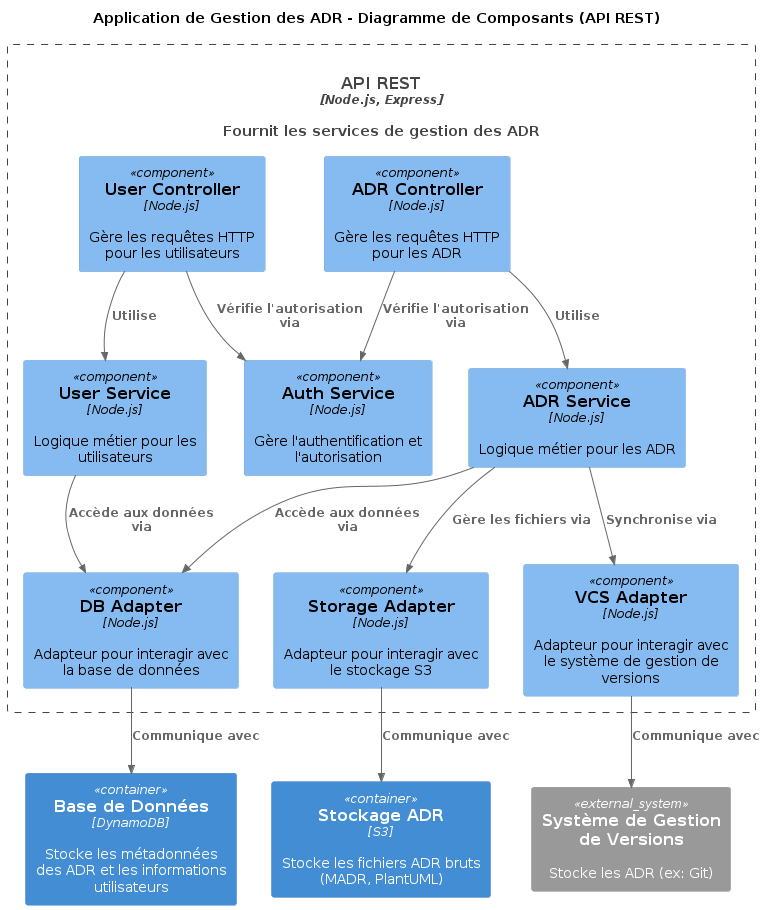 Application de Gestion des ADR - Diagramme de Composants (API REST)
API REST
[Node.js, Express]
Fournit les services de gestion des ADR
«component»
User Controller
[Node.js]
Gère les requêtes HTTP
pour les utilisateurs
«component»
ADR Controller
[Node.js]
Gère les requêtes HTTP
pour les ADR
Utilise
Vérifie l'autorisation
via
Vérifie l'autorisation
via
Utilise
«component»
User Service
[Node.js]
Logique métier pour les
utilisateurs
«component»
Auth Service
[Node.js]
Gère l'authentification et
l'autorisation
«component»
ADR Service
[Node.js]
Logique métier pour les ADR
Accède aux données
via
Accède aux données
via
Gère les fichiers via
Synchronise via
«component»
DB Adapter
[Node.js]
Adapteur pour interagir avec
la base de données
«component»
Storage Adapter
[Node.js]
Adapteur pour interagir avec
le stockage S3
«component»
VCS Adapter
[Node.js]
Adapteur pour interagir avec
le système de gestion de
versions
Communique avec
Communique avec
Communique avec
«container»
Base de Données
[DynamoDB]
Stocke les métadonnées
des ADR et les informations
utilisateurs
«container»
Stockage ADR
[S3]
Stocke les fichiers ADR bruts
(MADR, PlantUML)
«external_system»
Système de Gestion
de Versions
Stocke les ADR (ex: Git)